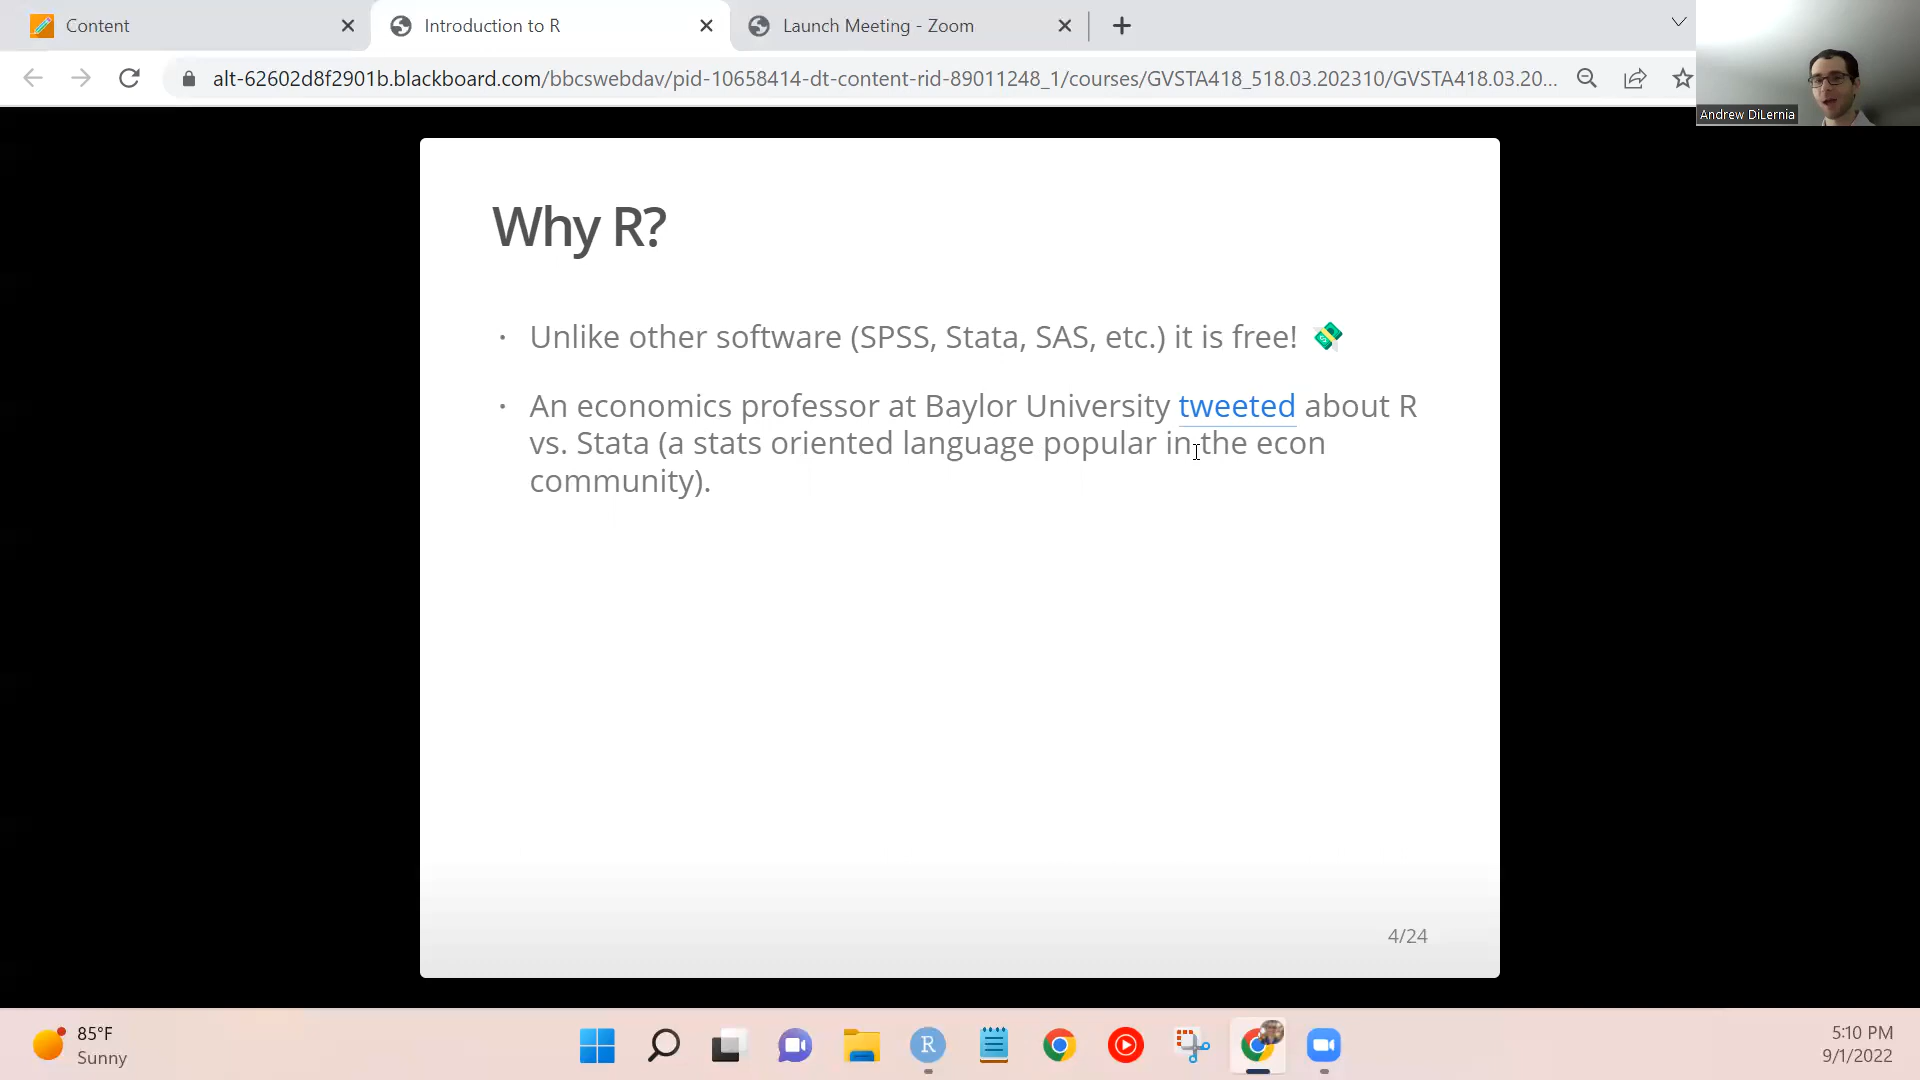 Content
Introduction to R
Launch Meeting - Zoom
alt-62602d8f2901b.blackboard.com/bbcswebdav/pid-10658414-dt-content-rid-89011248_1/courses/GVSTA418_518.03.202310/GVSTA418.03.20...
Andrew DiLernia
Why R?
• Unlike other software (SPSS, Stata, SAS, etc.) it is free! 💸
• An economics professor at Baylor University tweeted about R
vs. Stata (a stats oriented language popular in the econ
community).
4/24
85°F
Sunny
R
5:10 PM
9/1/2022